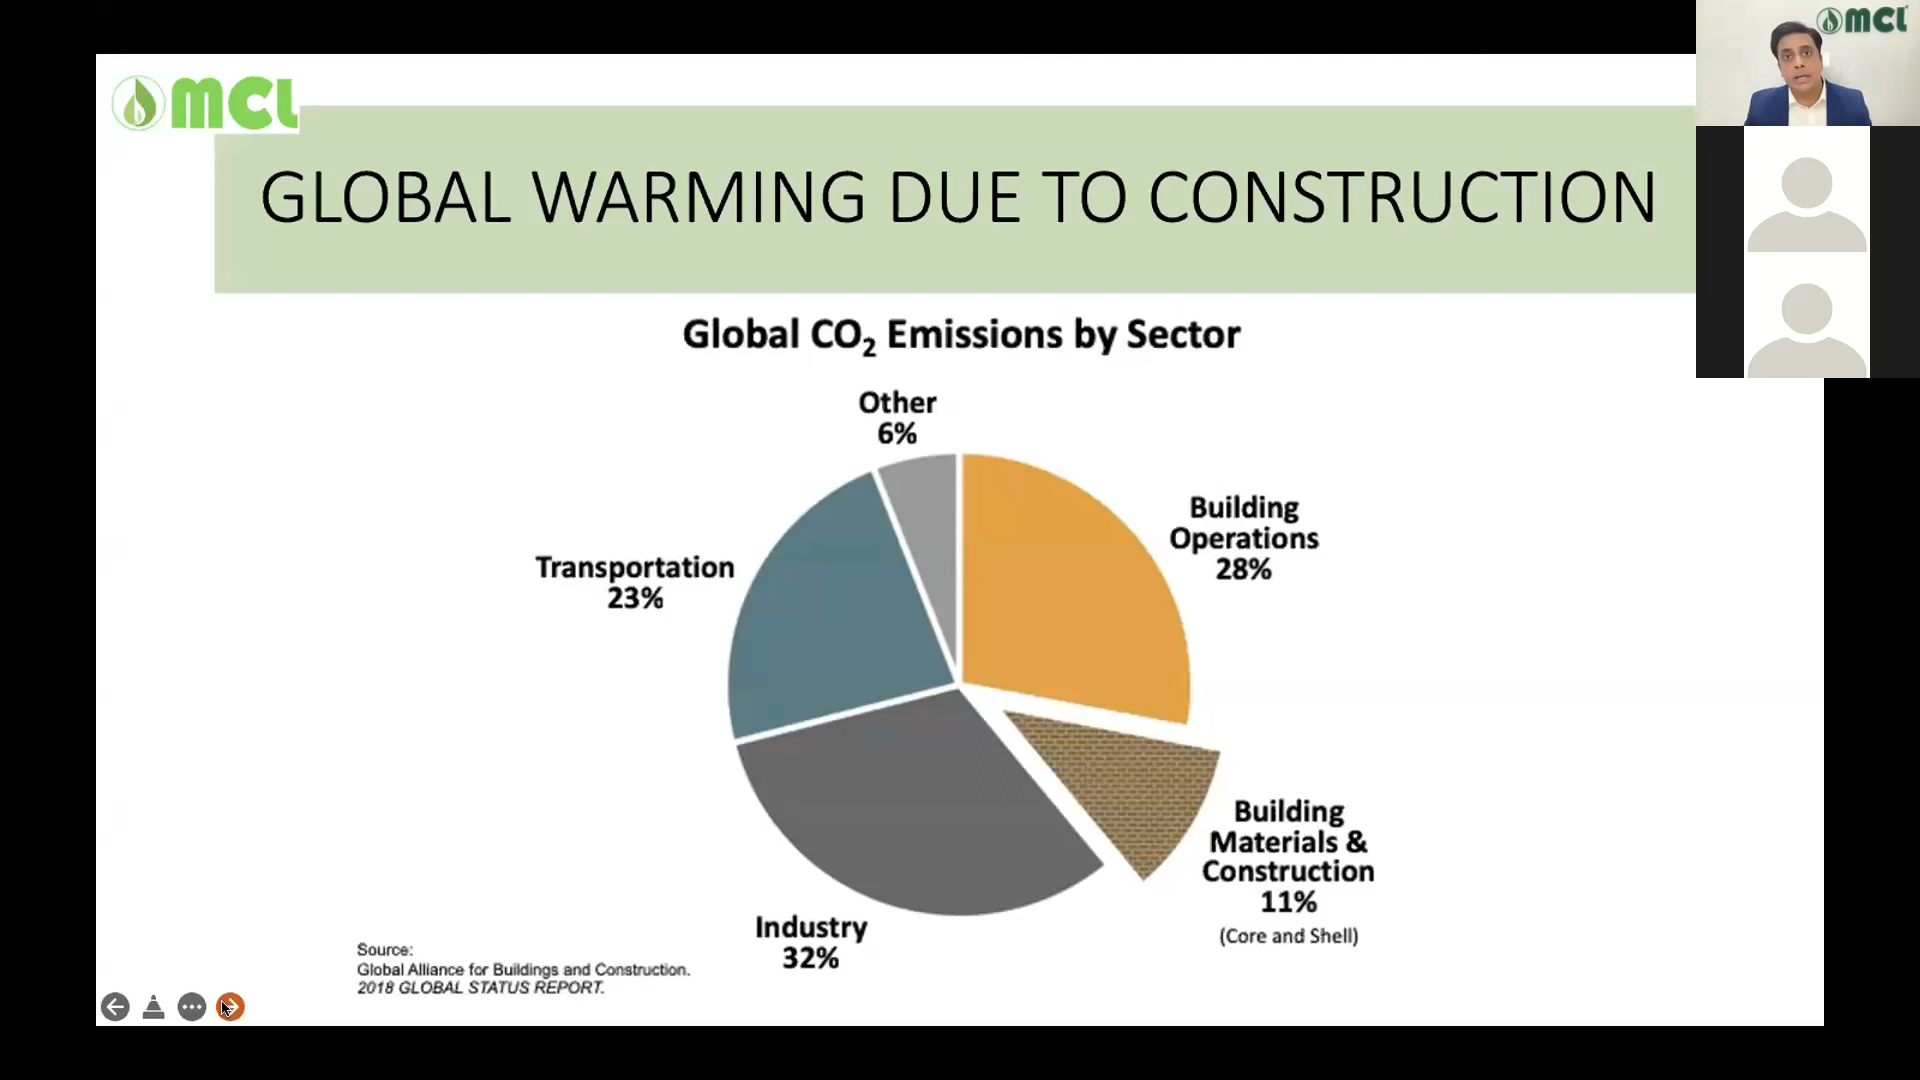 mcl
mcl
GLOBAL WARMING DUE TO CONSTRUCTION
Global CO₂ Emissions by Sector
Other
6%
Building
Operations
28%
Transportation
23%
Building
Materials &
Construction
11%
(Core and Shell)
Industry
32%
Source:
Global Alliance for Buildings and Construction.
2018 GLOBAL STATUS REPORT.